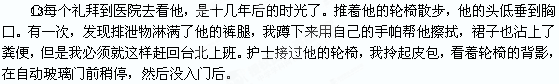 ⑬每个礼拜到医院去看他，是十几年后的时光了。推着他的轮椅散步，他的头低垂到胸
口。有一次，发现排泄物淋满了他的裤腿，我蹲下来用自己的手帕帮他擦拭，裙子也沾上了
粪便，但是我必须就这样赶回台北上班。护士接过他的轮椅，我拎起皮包，看着轮椅的背影，
在自动玻璃门前稍停，然后没入门后。